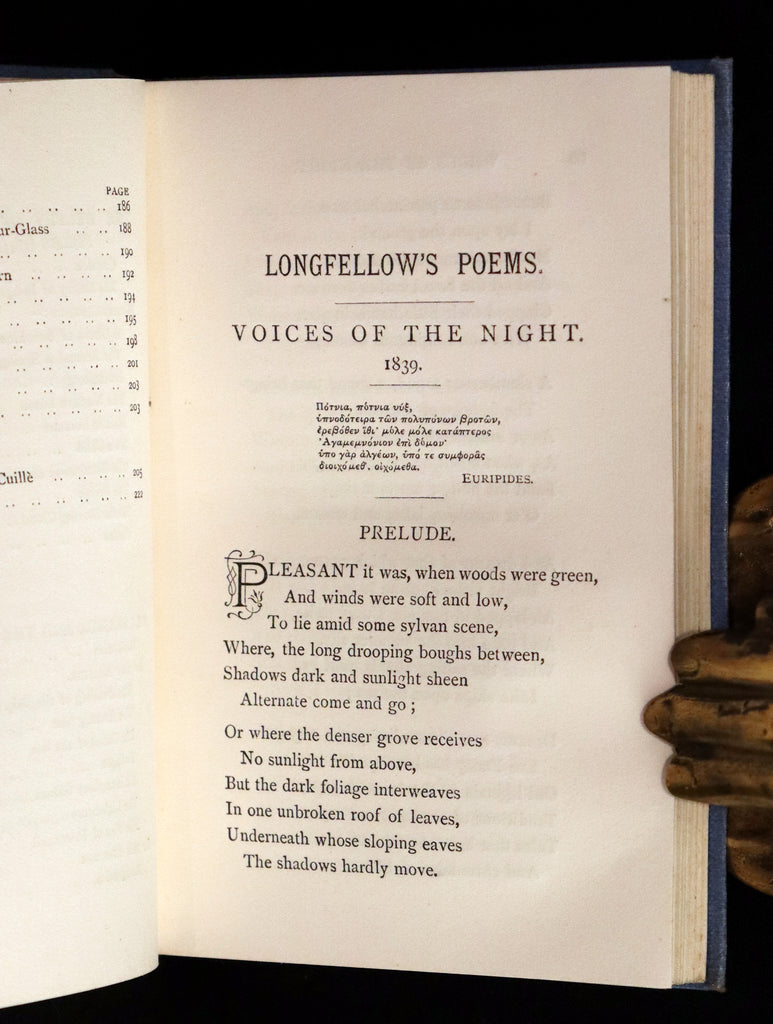 PAGE
186
ur-Glass 188
190
rn 192
194
195
198
201
203
203
Cuillè 205
222
LONGFELLOW'S POEMS.
VOICES OF THE NIGHT.
1839.
Πότνια, πότνια νύξ,
ὑπνοδότειρα τῶν πολυπόνων βροτῶν,
ἐρεβόθεν ἴθι· μόλε μόλε κατάπτερος
Ἀγαμεμνόνιον ἐπὶ δόμον·
ὑπο γὰρ ἀλγέων, ὑπό τε συμφορᾶς
διοιχόμεθ'. οἰχόμεθα.
EURIPIDES.
PRELUDE.
PLEASANT it was, when woods were green,
And winds were soft and low,
To lie amid some sylvan scene,
Where, the long drooping boughs between,
Shadows dark and sunlight sheen
Alternate come and go ;
Or where the denser grove receives
No sunlight from above,
But the dark foliage interweaves
In one unbroken roof of leaves,
Underneath whose sloping eaves
The shadows hardly move.